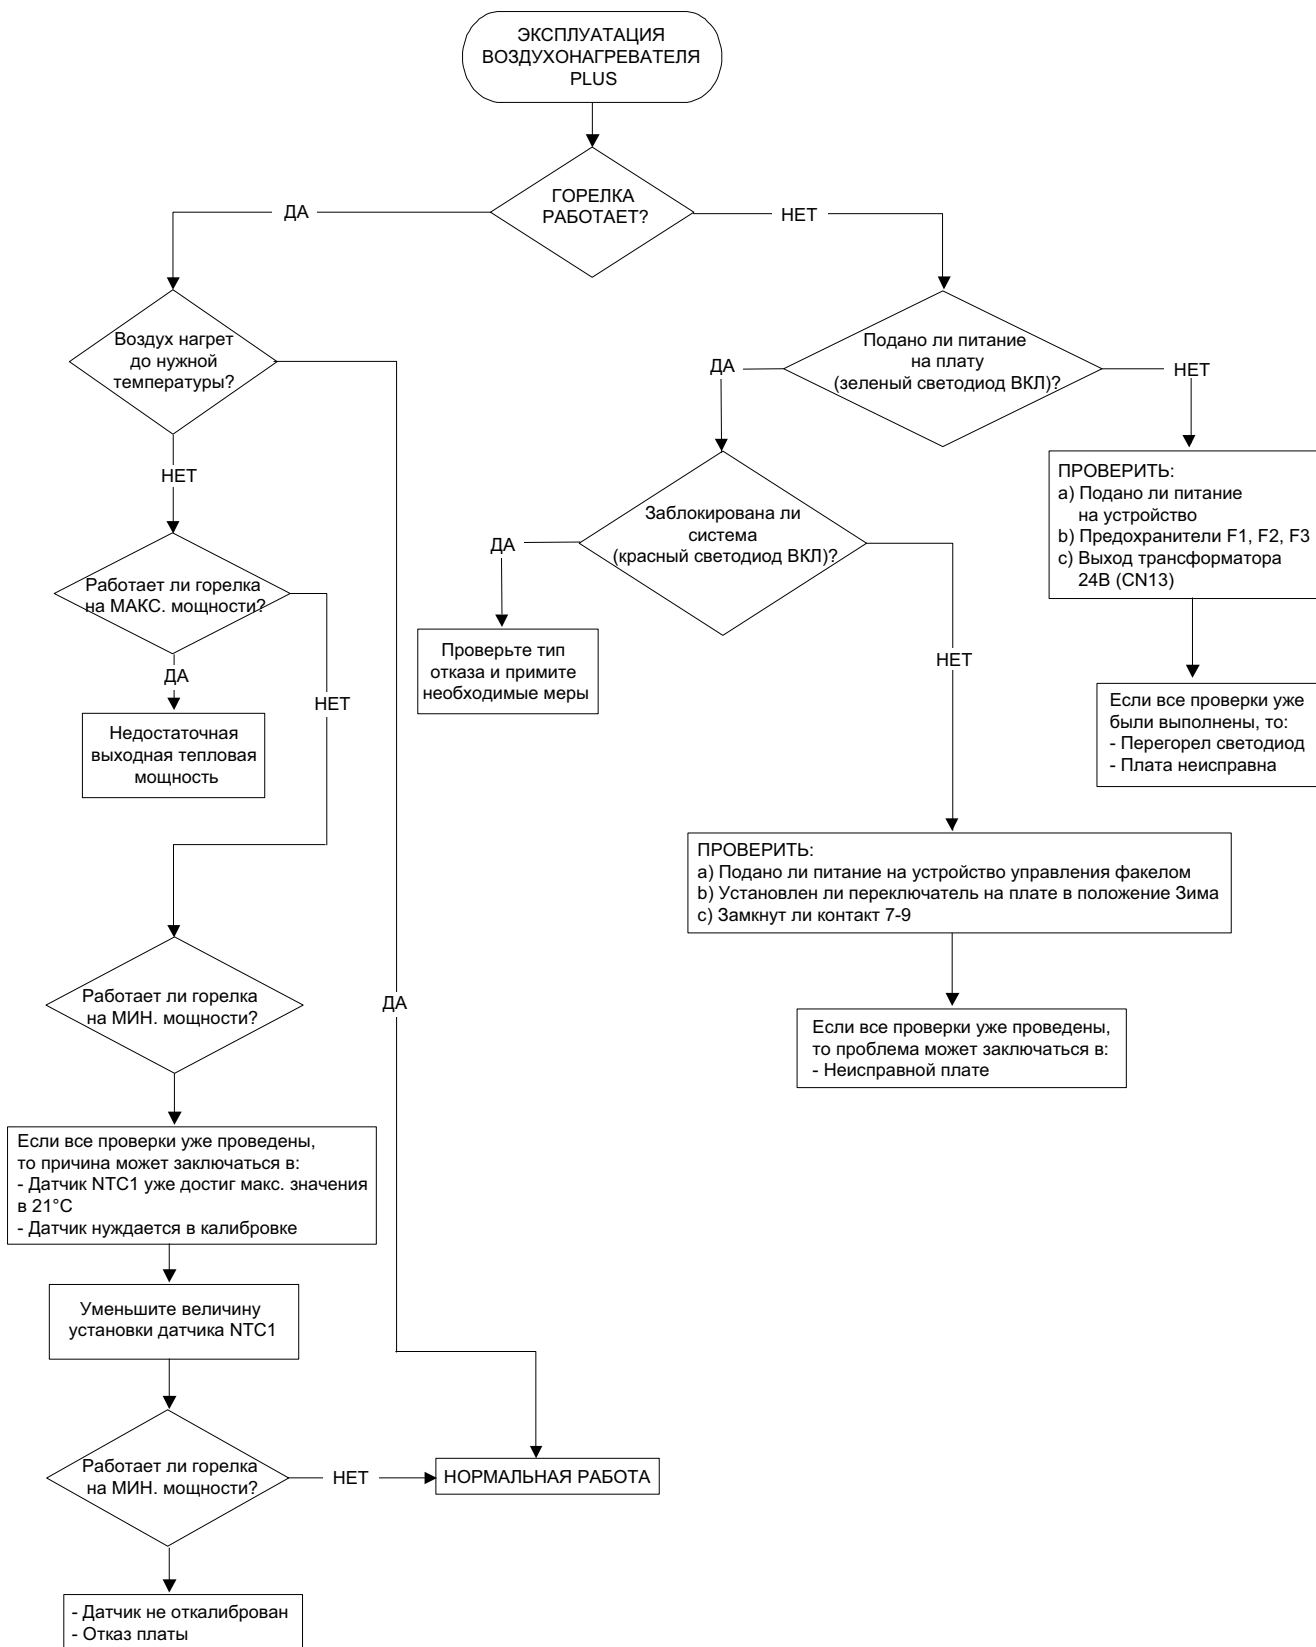 ЭКСПЛУАТАЦИЯ
ВОЗДУХОНАГРЕВАТЕЛЯ
PLUS
ГОРЕЛКА
РАБОТАЕТ?
ДА
НЕТ
Воздух нагрет
до нужной
температуры?
Подано ли питание
на плату
(зеленый светодиод ВКЛ)?
ДА
НЕТ
НЕТ
ПРОВЕРИТЬ:
a) Подано ли питание
на устройство
b) Предохранители F1, F2, F3
c) Выход трансформатора
24В (CN13)
Заблокирована ли
система
(красный светодиод ВКЛ)?
ДА
Работает ли горелка
на МАКС. мощности?
Проверьте тип
отказа и примите
необходимые меры
НЕТ
ДА
НЕТ
Если все проверки уже
были выполнены, то:
- Перегорел светодиод
- Плата неисправна
Недостаточная
выходная тепловая
мощность
ПРОВЕРИТЬ:
a) Подано ли питание на устройство управления факелом
b) Установлен ли переключатель на плате в положение Зима
c) Замкнут ли контакт 7-9
Работает ли горелка
на МИН. мощности?
ДА
Если все проверки уже проведены,
то проблема может заключаться в:
- Неисправной плате
Если все проверки уже проведены,
то причина может заключаться в:
- Датчик NTC1 уже достиг макс. значения
в 21°C
- Датчик нуждается в калибровке
Уменьшите величину
установки датчика NTC1
Работает ли горелка
на МИН. мощности?
НЕТ
НОРМАЛЬНАЯ РАБОТА
- Датчик не откалиброван
- Отказ платы